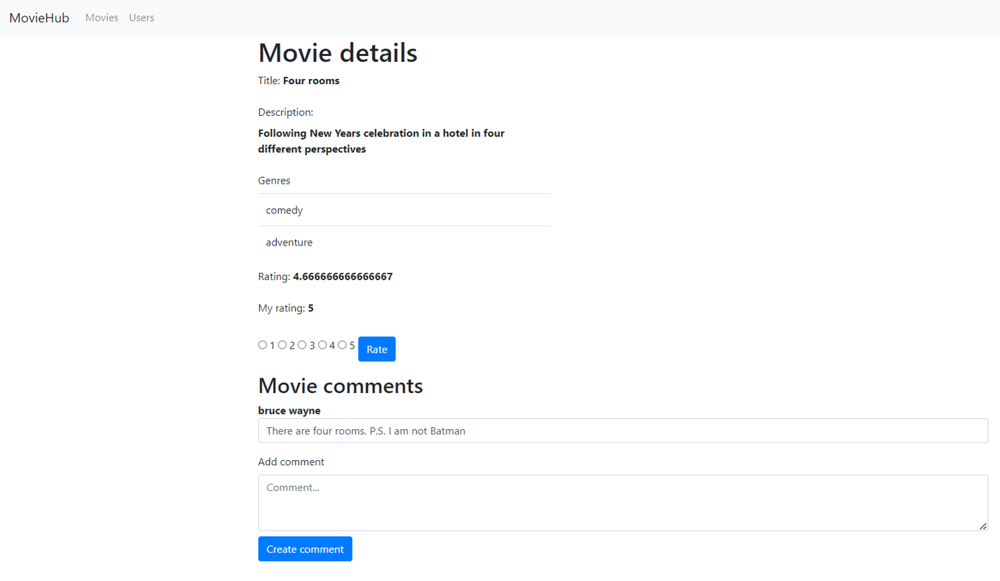 MovieHub Movies Users
Movie details
Title: Four rooms
Description:
Following New Years celebration in a hotel in four
different perspectives
Genres
comedy
adventure
Rating: 4.666666666666667
My rating: 5
1 2 3 4 5 Rate
Movie comments
bruce wayne
There are four rooms. P.S. I am not Batman
Add comment
Comment...
Create comment